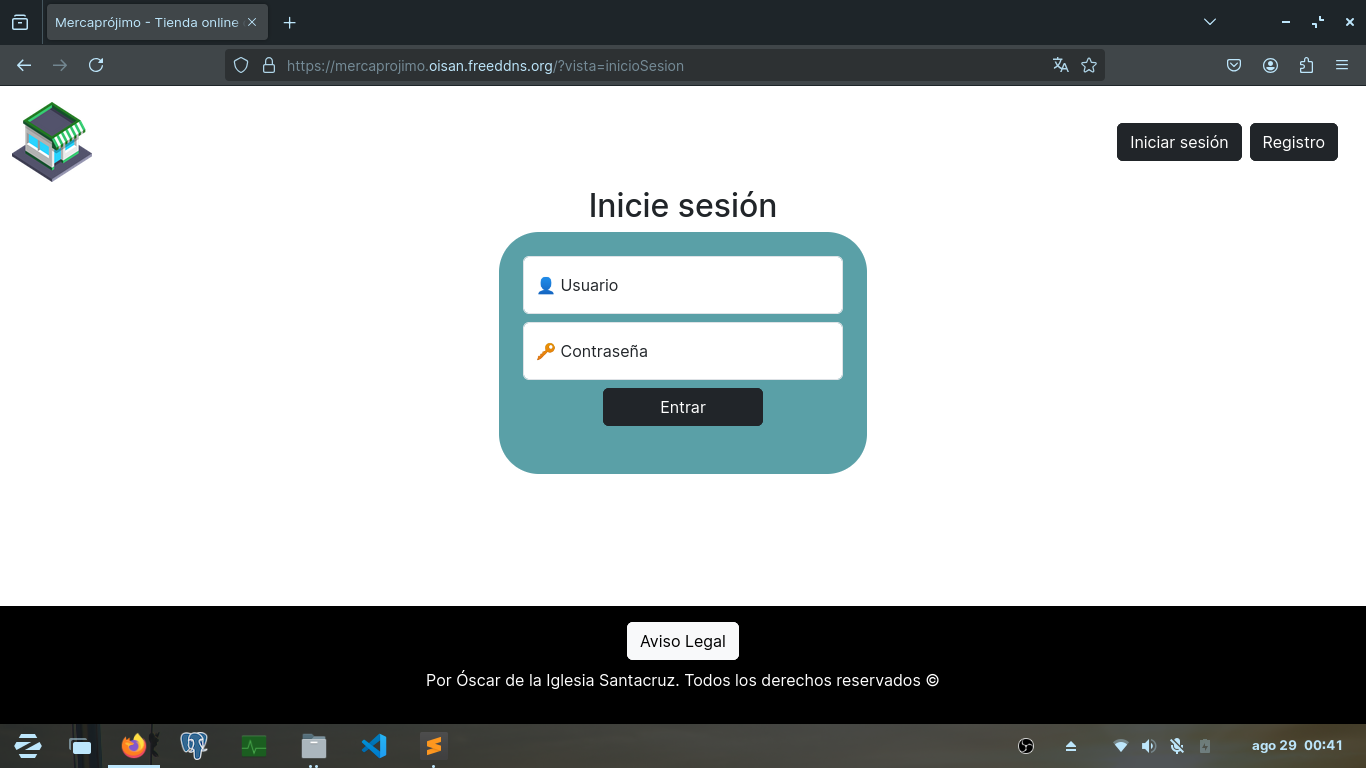 Mercaprójimo - Tienda online
https://mercaprojimo.oisan.freeddns.org/?vista=inicioSesion
Iniciar sesión
Registro
Inicie sesión
👤 Usuario
🔑 Contraseña
Entrar
Aviso Legal
Por Óscar de la Iglesia Santacruz. Todos los derechos reservados ©
ago 29 00:41